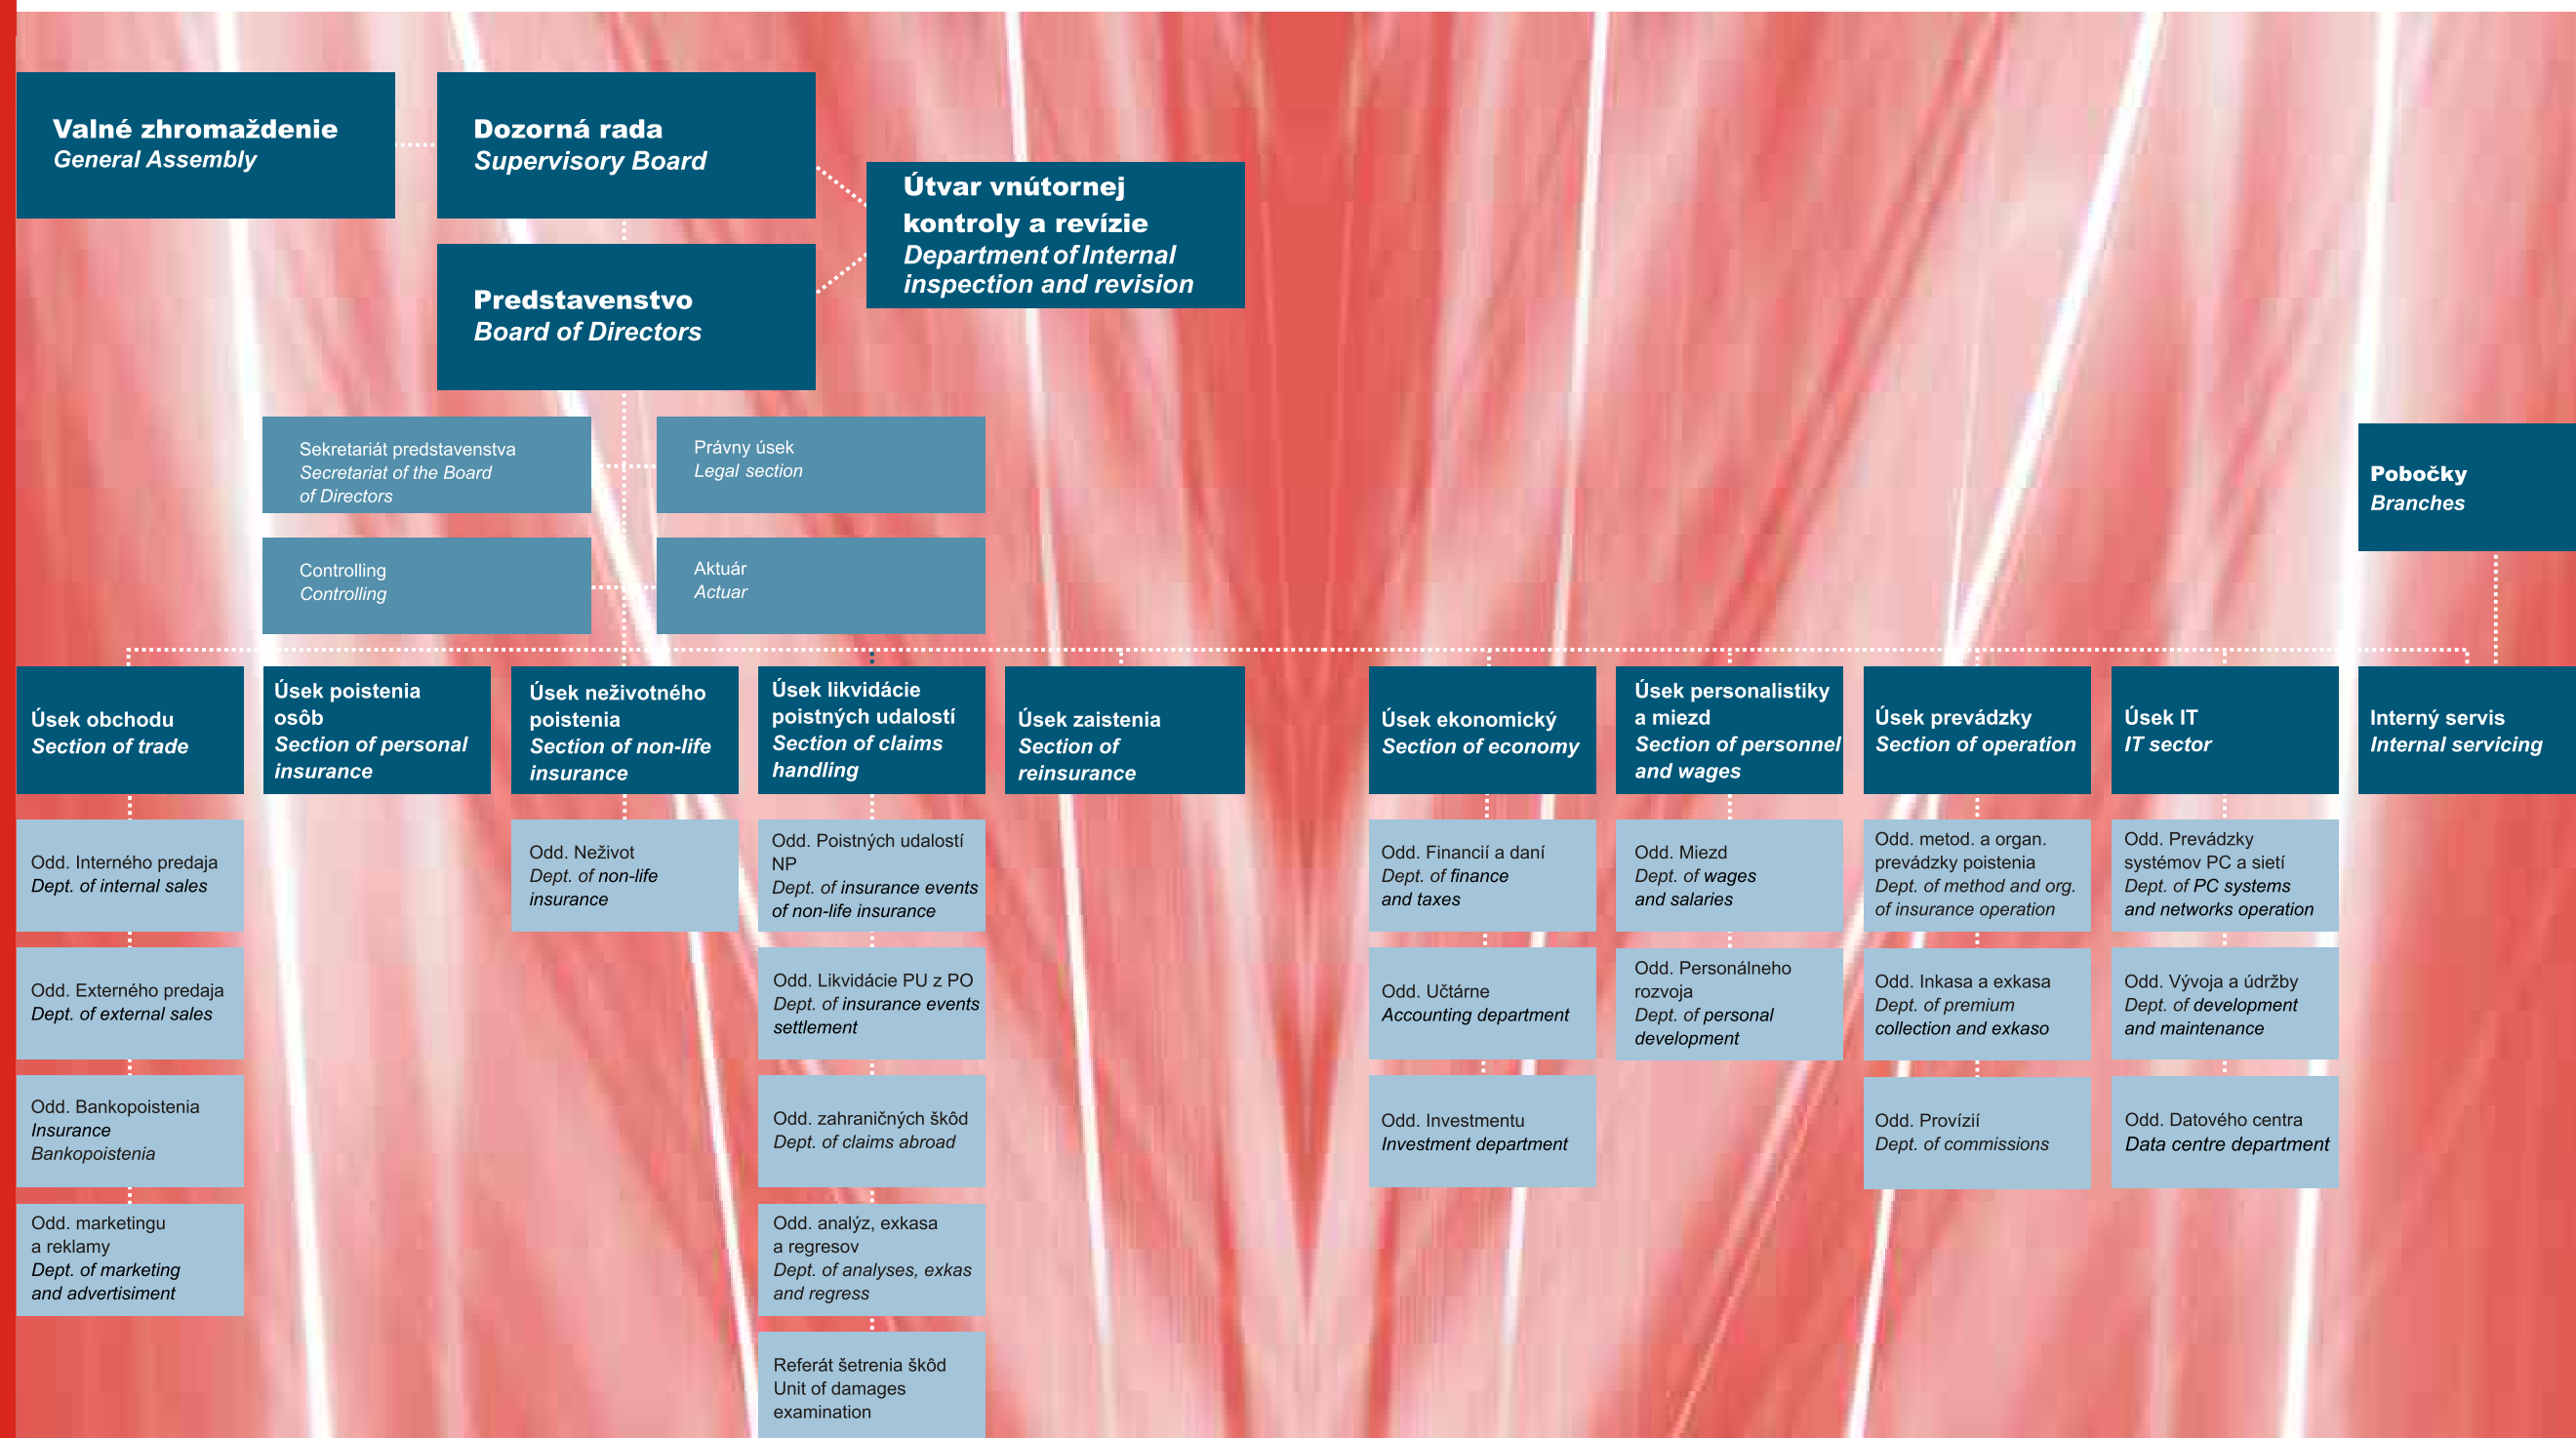 Valné zhromaždenie
General Assembly
Dozorná rada
Supervisory Board
Útvar vnútornej
kontroly a revízie
Department of Internal
inspection and revision
Predstavenstvo
Board of Directors
Sekretariát predstavenstva
Secretariat of the Board
of Directors
Právny úsek
Legal section
Controlling
Controlling
Aktuár
Actuar
Pobočky
Branches
Úsek obchodu
Section of trade
Úsek poistenia
osôb
Section of personal
insurance
Úsek neživotného
poistenia
Section of non-life
insurance
Úsek likvidácie
poistných udalostí
Section of claims
handling
Úsek zaistenia
Section of
reinsurance
Úsek ekonomický
Section of economy
Úsek personalistiky
a miezd
Section of personnel
and wages
Úsek prevádzky
Section of operation
Úsek IT
IT sector
Interný servis
Internal servicing
Odd. Interného predaja
Dept. of internal sales
Odd. Externého predaja
Dept. of external sales
Odd. Bankopoistenia
Insurance
Bankopoistenia
Odd. marketingu
a reklamy
Dept. of marketing
and advertisiment
Odd. Neživot
Dept. of non-life
insurance
Odd. Poistných udalostí
NP
Dept. of insurance events
of non-life insurance
Odd. Likvidácie PU z PO
Dept. of insurance events
settlement
Odd. zahraničných škôd
Dept. of claims abroad
Odd. analýz, exkasa
a regresov
Dept. of analyses, exkas
and regress
Referát šetrenia škôd
Unit of damages
examination
Odd. Financií a daní
Dept. of finance
and taxes
Odd. Učtárne
Accounting department
Odd. Investmentu
Investment department
Odd. Miezd
Dept. of wages
and salaries
Odd. Personálneho
rozvoja
Dept. of personal
development
Odd. metod. a organ.
prevádzky poistenia
Dept. of method and org.
of insurance operation
Odd. Inkasa a exkasa
Dept. of premium
collection and exkaso
Odd. Provízií
Dept. of commissions
Odd. Prevádzky
systémov PC a sietí
Dept. of PC systems
and networks operation
Odd. Vývoja a údržby
Dept. of development
and maintenance
Odd. Datového centra
Data centre department